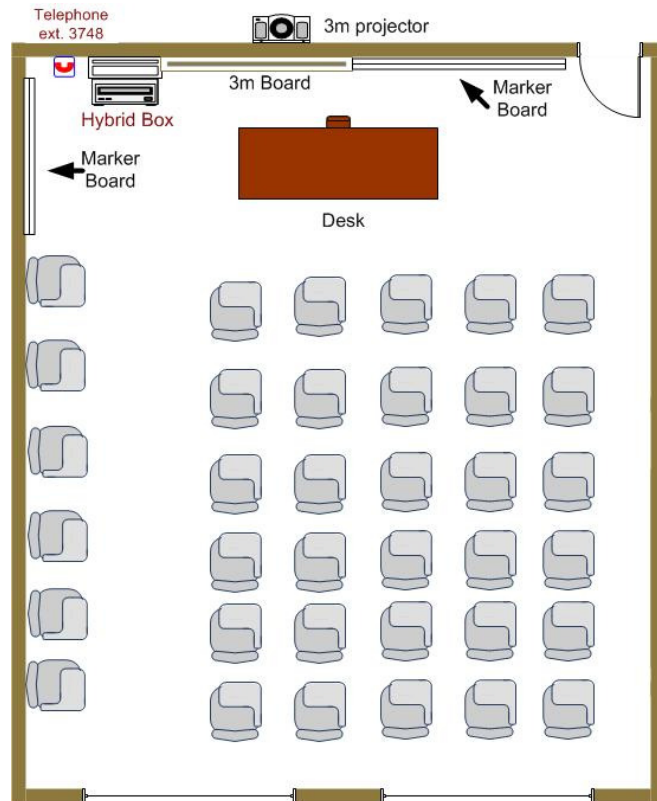 Telephone
ext. 3748
3m projector
3m Board
Marker
Board
Hybrid Box
Marker
Board
Desk